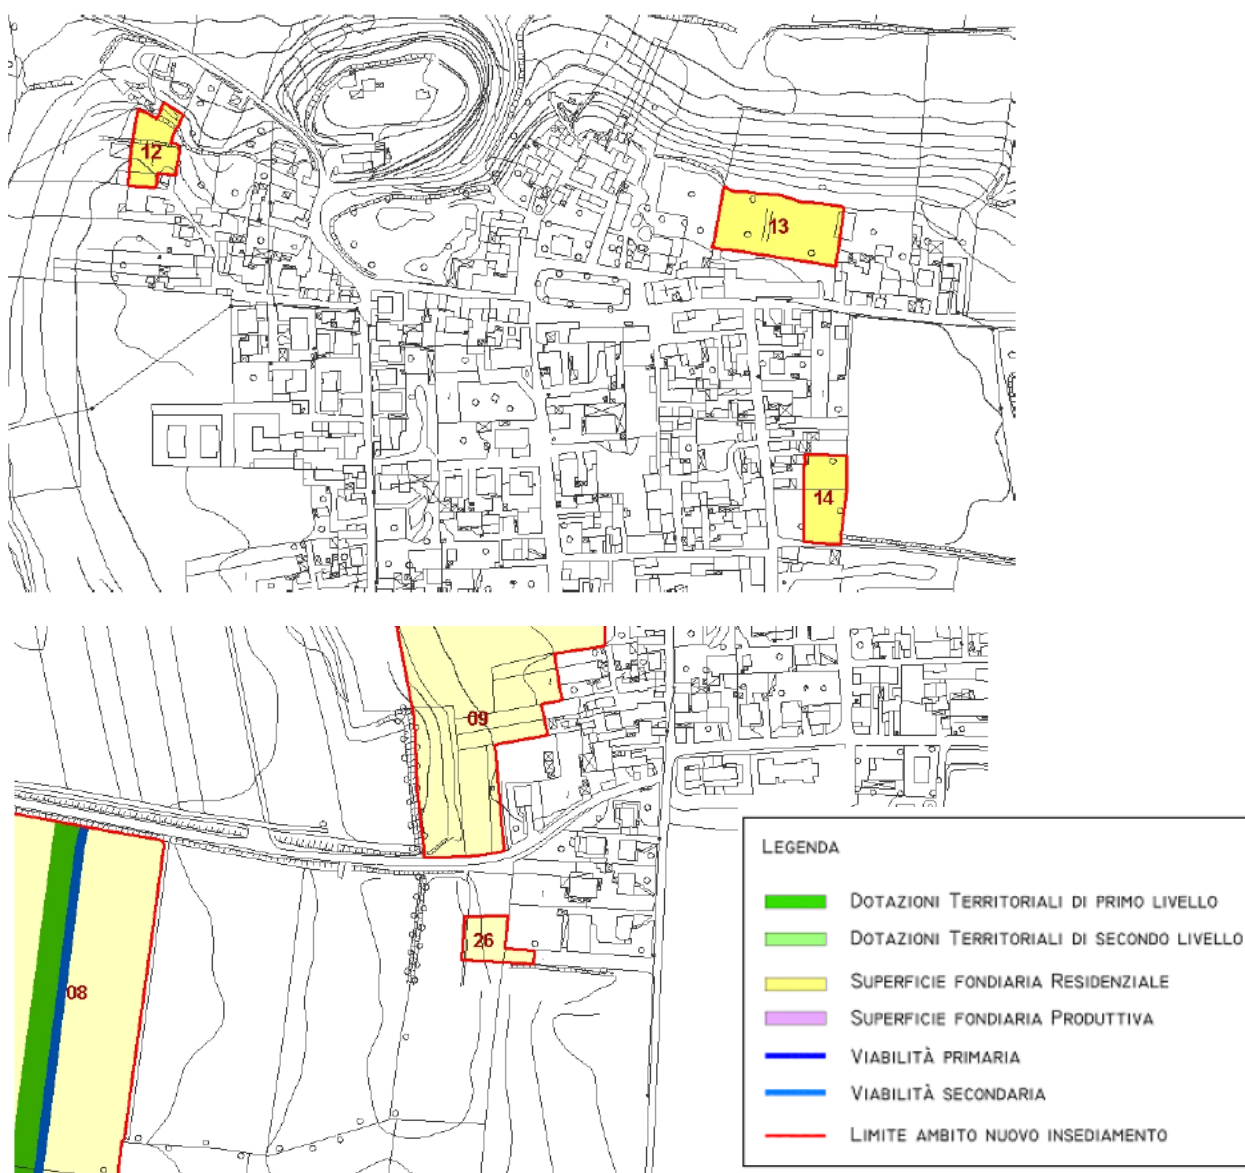 12
13
14
09
08
26
LEGENDA
DOTAZIONI TERRITORIALI DI PRIMO LIVELLO
DOTAZIONI TERRITORIALI DI SECONDO LIVELLO
SUPERFICIE FONDIARIA RESIDENZIALE
SUPERFICIE FONDIARIA PRODUTTIVA
VIABILITÀ PRIMARIA
VIABILITÀ SECONDARIA
LIMITE AMBITO NUOVO INSEDIAMENTO